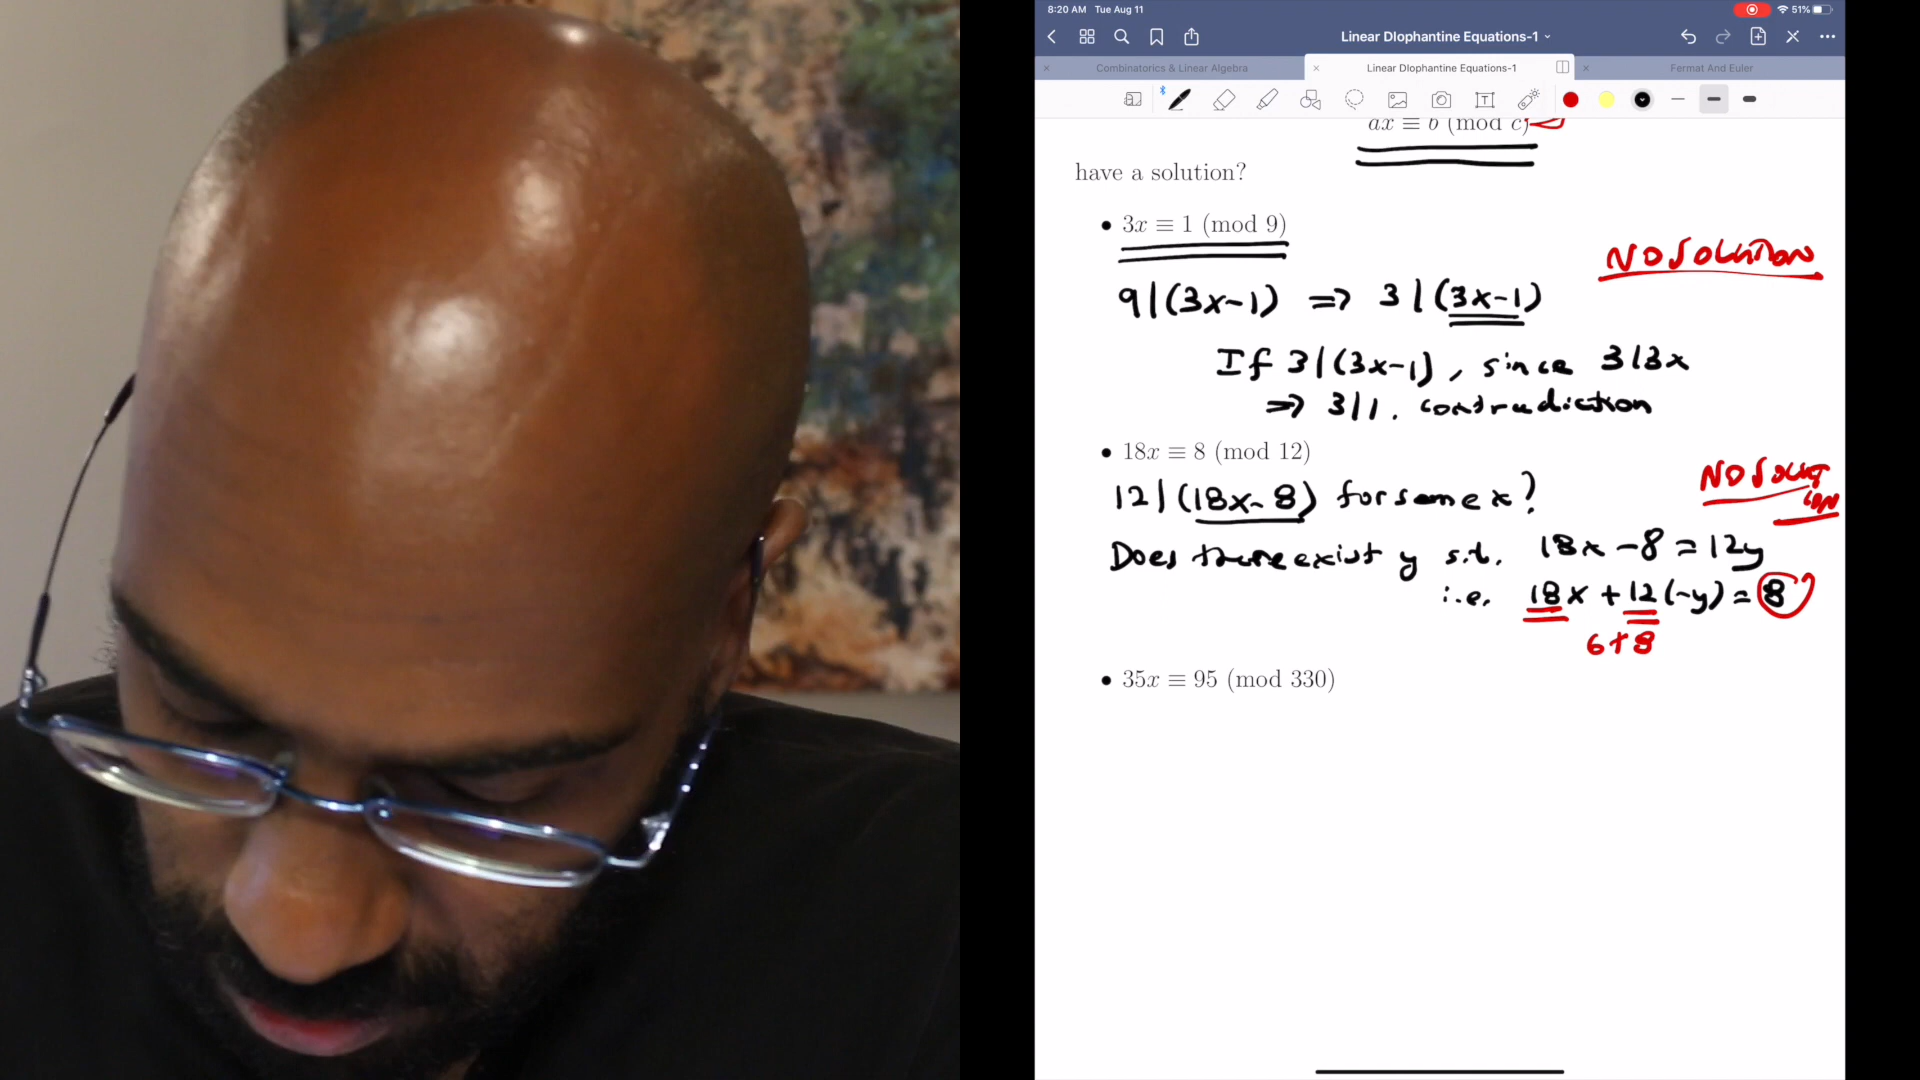 8:20 AM Tue Aug 11
51%
Linear DIophantine Equations-1
Combinatorics & Linear Algebra
Linear DIophantine Equations-1
Fermat And Euler
ax ≡ b (mod c)
have a solution?
• 3x ≡ 1 (mod 9)
NO SOLUTION
9|(3x-1) => 3|(3x-1)
If 3|(3x-1), since 3|3x
=> 3|1. contradiction
• 18x ≡ 8 (mod 12)
NO SOLUT
ION
12|(18x-8) for some x?
Does there exist y s.t. 18x-8=12y
i.e. 18x+12(-y)=8
6∤8
• 35x ≡ 95 (mod 330)